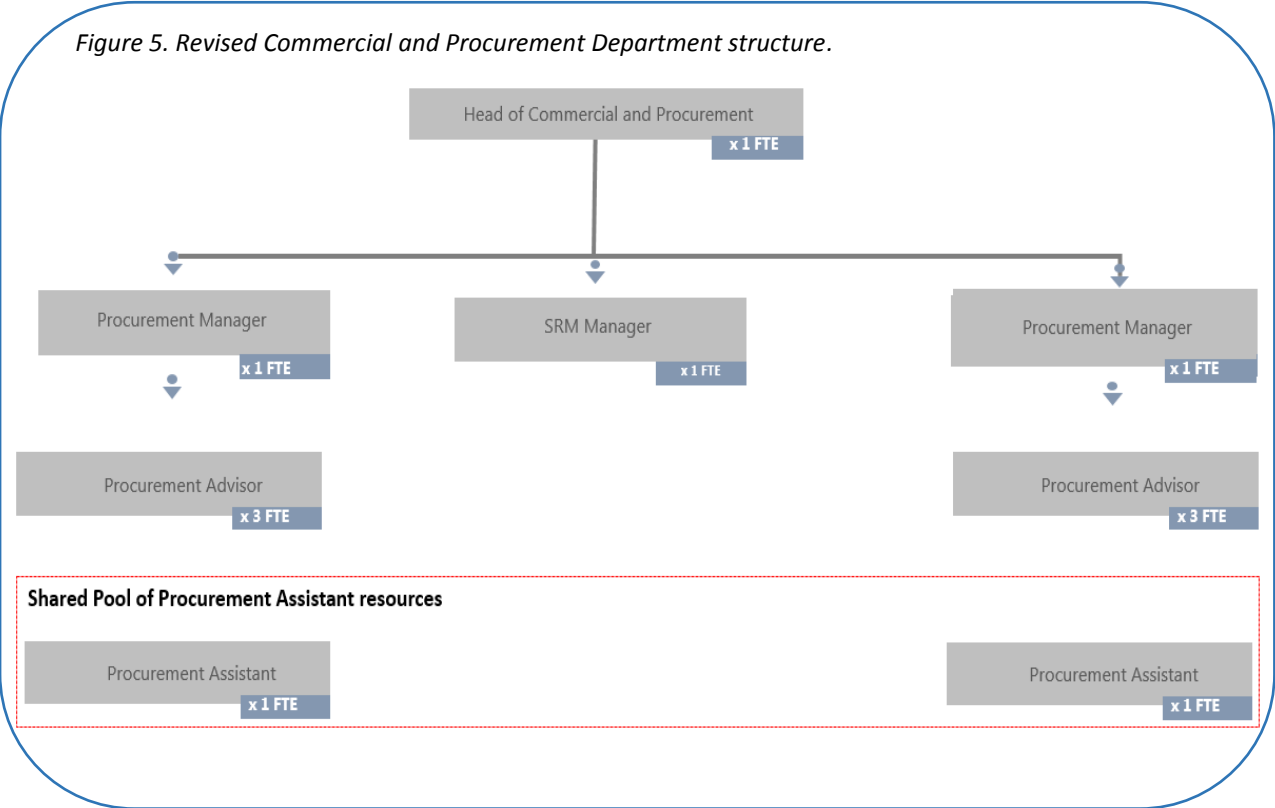 Figure 5. Revised Commercial and Procurement Department structure.
Head of Commercial and Procurement
x 1 FTE
Procurement Manager
x 1 FTE
SRM Manager
x 1 FTE
Procurement Manager
x 1 FTE
Procurement Advisor
x 3 FTE
Procurement Advisor
x 3 FTE
Shared Pool of Procurement Assistant resources
Procurement Assistant
x 1 FTE
Procurement Assistant
x 1 FTE